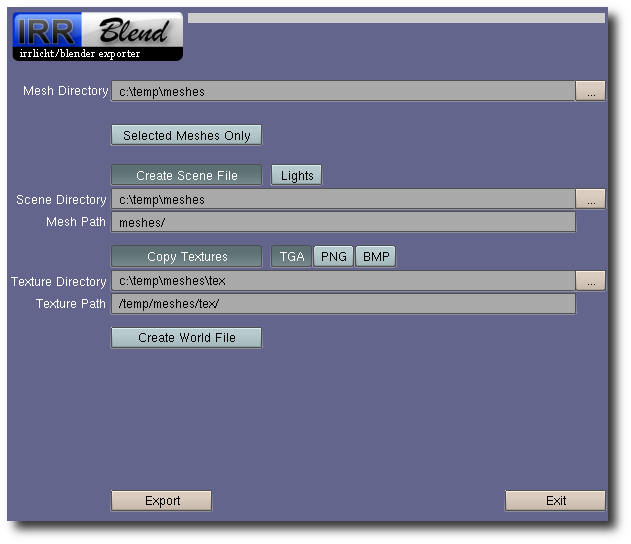 IRR Blend
irrlicht/blender exporter
Mesh Directory c:\temp\meshes ...
Selected Meshes Only
Create Scene File Lights
Scene Directory c:\temp\meshes ...
Mesh Path meshes/
Copy Textures TGA PNG BMP
Texture Directory c:\temp\meshes\tex ...
Texture Path /temp/meshes/tex/
Create World File
Export Exit